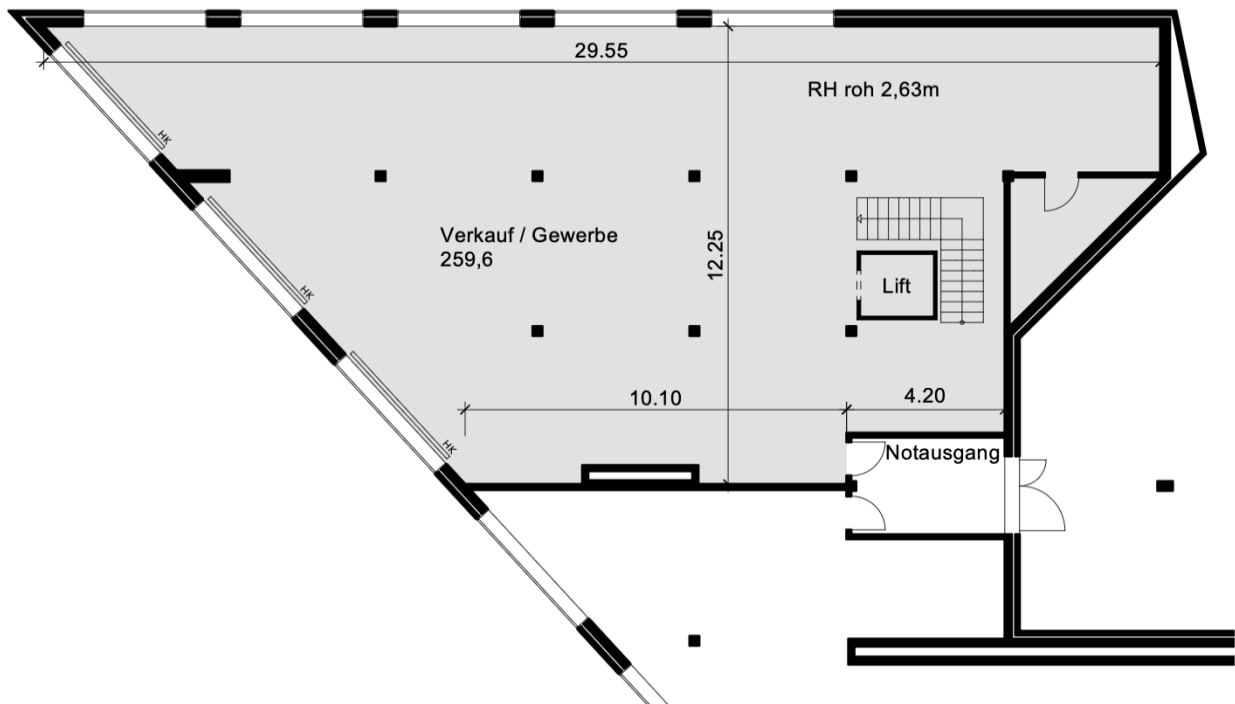 29.55
RH roh 2,63m
HK
Verkauf / Gewerbe
259,6
12.25
Lift
HK
10.10
4.20
HK
Notausgang